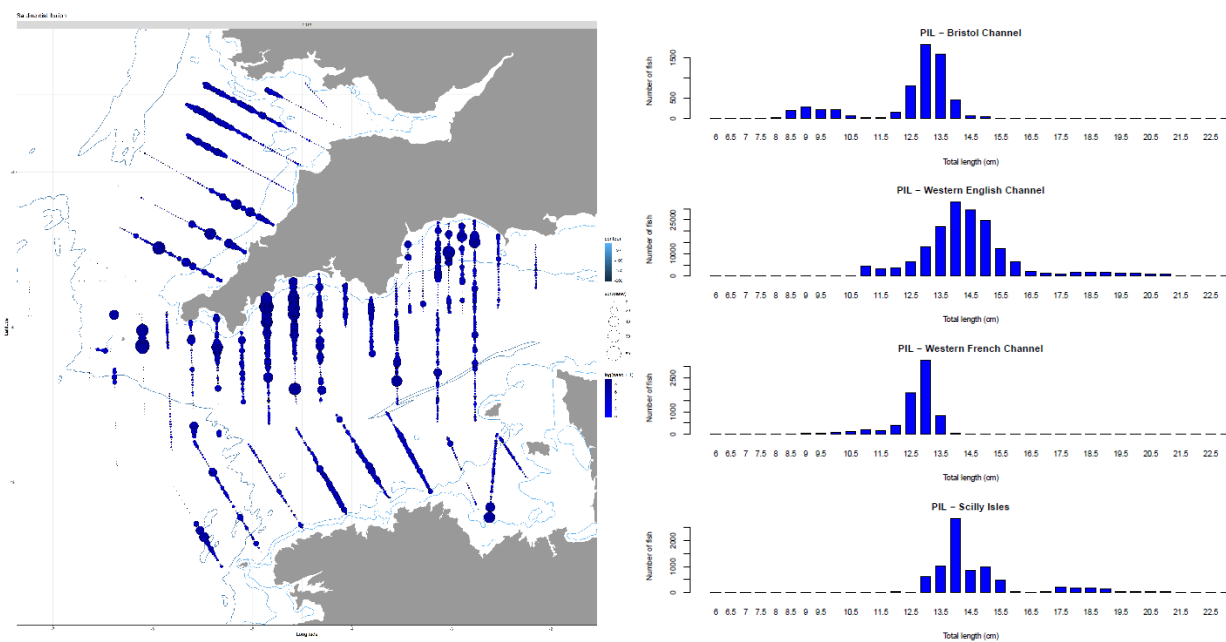 Longitude
PIL – Bristol Channel
Number of fish
0
500
1500
6 6.5 7 7.5 8 8.5 9 9.5 10.5 11.5 12.5 13.5 14.5 15.5 16.5 17.5 18.5 19.5 20.5 21.5 22.5
Total length (cm)
PIL – Western English Channel
Number of fish
0
10000
25000
6 6.5 7 7.5 8 8.5 9 9.5 10.5 11.5 12.5 13.5 14.5 15.5 16.5 17.5 18.5 19.5 20.5 21.5 22.5
Total length (cm)
PIL – Western French Channel
Number of fish
0
1000
2500
6 6.5 7 7.5 8 8.5 9 9.5 10.5 11.5 12.5 13.5 14.5 15.5 16.5 17.5 18.5 19.5 20.5 21.5 22.5
Total length (cm)
PIL – Scilly Isles
Number of fish
0
1000
2000
6 6.5 7 7.5 8 8.5 9 9.5 10.5 11.5 12.5 13.5 14.5 15.5 16.5 17.5 18.5 19.5 20.5 21.5 22.5
Total length (cm)